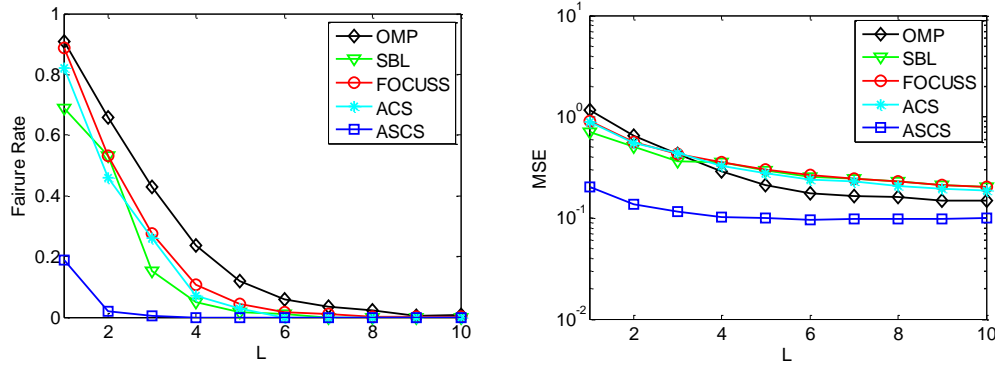 1
0.8
0.6
0.4
0.2
0
2
4
6
8
10
Fairure Rate
L
OMP
SBL
FOCUSS
ACS
ASCS
10^1
10^0
10^-1
10^-2
2
4
6
8
10
MSE
L
OMP
SBL
FOCUSS
ACS
ASCS